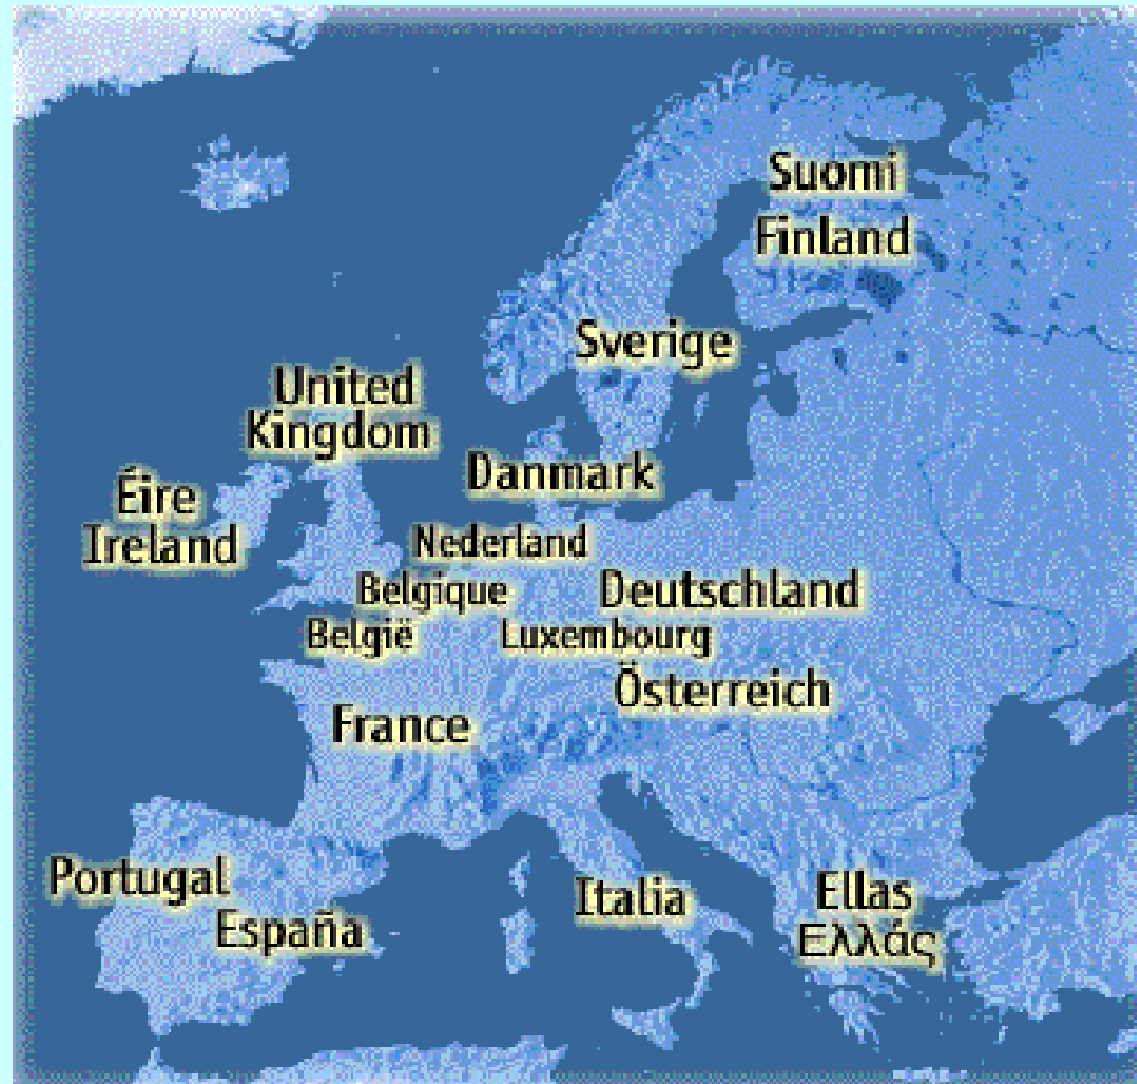 Suomi
Finland
Sverige
United
Kingdom
Danmark
Éire
Ireland
Nederland
Belgique
Deutschland
België
Luxembourg
Österreich
France
Portugal
España
Italia
Ellas
Ελλάς